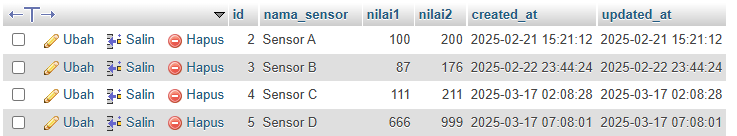 id nama_sensor nilai1 nilai2 created_at updated_at
Ubah Salin Hapus 2 Sensor A 100 200 2025-02-21 15:21:12 2025-02-21 15:21:12
Ubah Salin Hapus 3 Sensor B 87 176 2025-02-22 23:44:24 2025-02-22 23:44:24
Ubah Salin Hapus 4 Sensor C 111 211 2025-03-17 02:08:28 2025-03-17 02:08:28
Ubah Salin Hapus 5 Sensor D 666 999 2025-03-17 07:08:01 2025-03-17 07:08:01